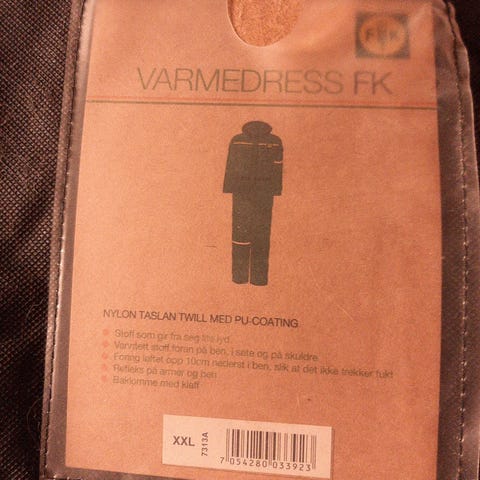 VARMEDRESS FK
NYLON TASLAN TWILL MED PU-COATING
Stoff som gir fra seg lite lyd
Vanntett stoff foran på ben, i sete og på skuldre
Foring løftet opp 10cm nederst i ben, slik at det ikke trekker fukt
Refleks på armer og ben
Baklomme med klaff
XXL
7313A
7 054280 033923